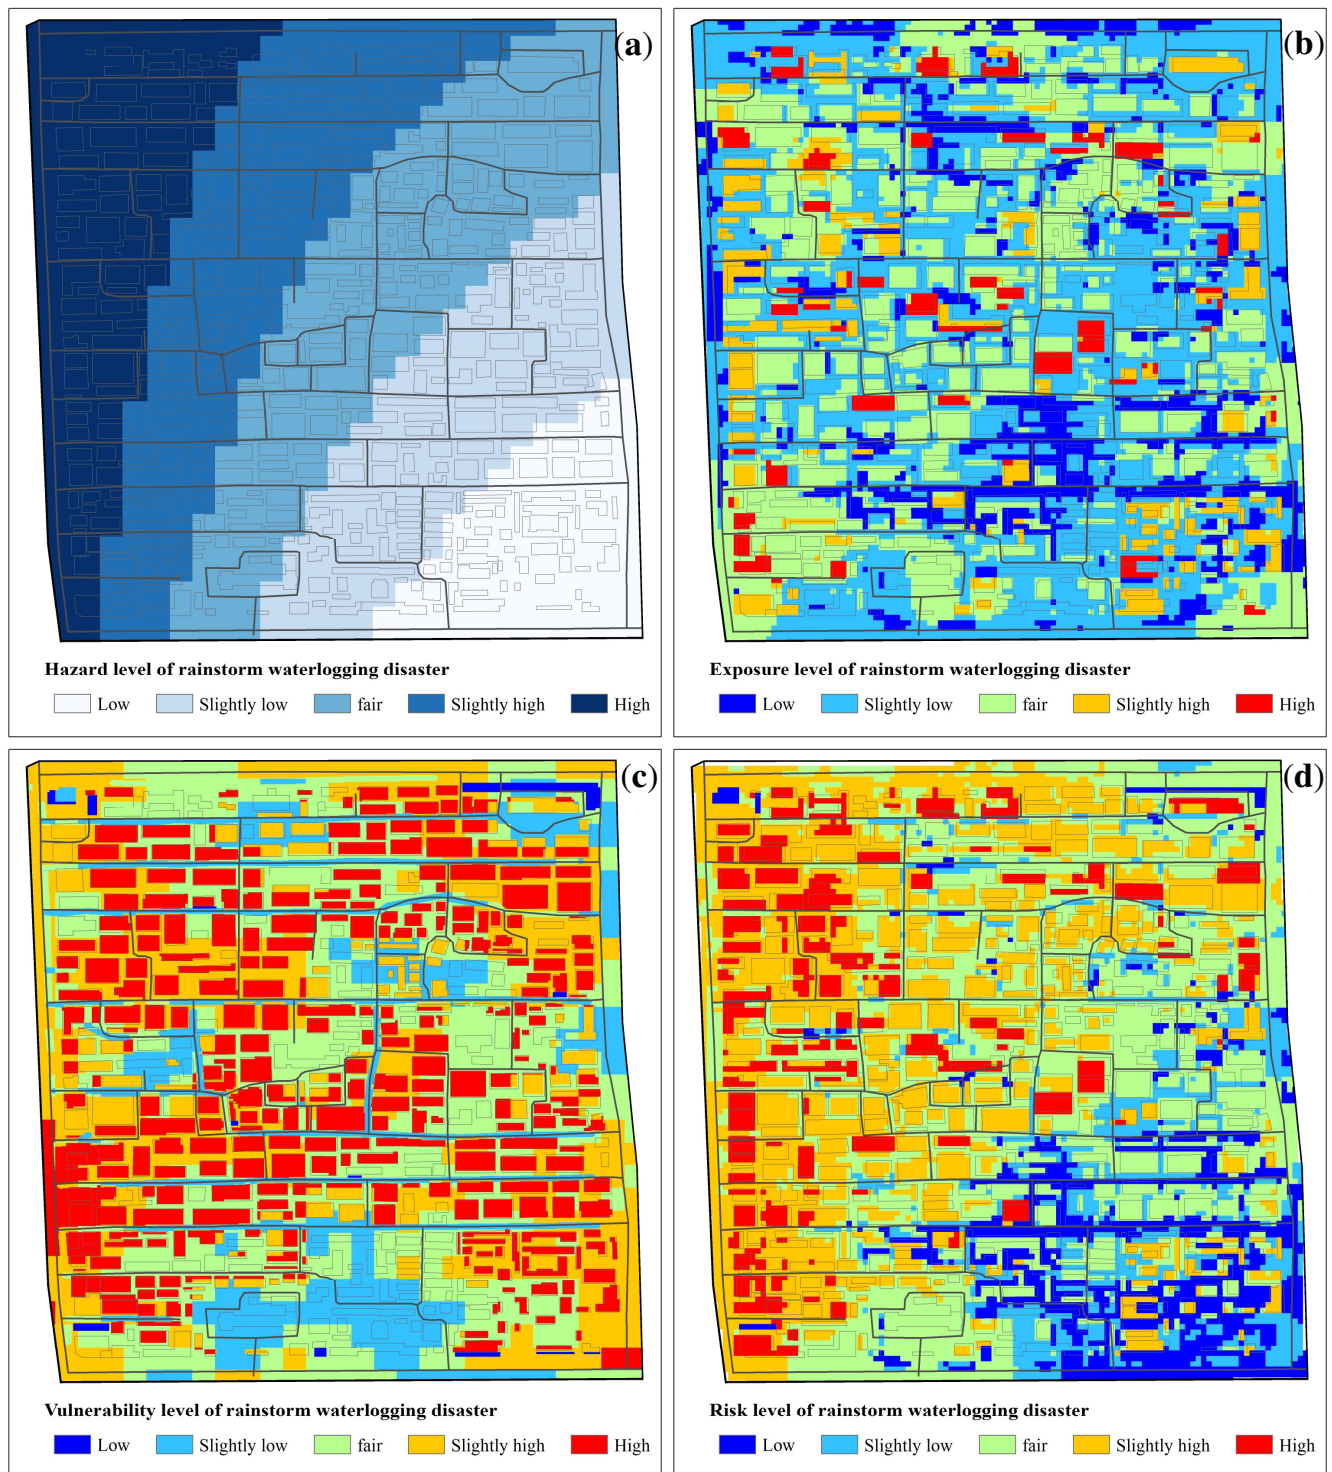 (a)
Hazard level of rainstorm waterlogging disaster
Low Slightly low fair Slightly high High
(b)
Exposure level of rainstorm waterlogging disaster
Low Slightly low fair Slightly high High
(c)
Vulnerability level of rainstorm waterlogging disaster
Low Slightly low fair Slightly high High
(d)
Risk level of rainstorm waterlogging disaster
Low Slightly low fair Slightly high High